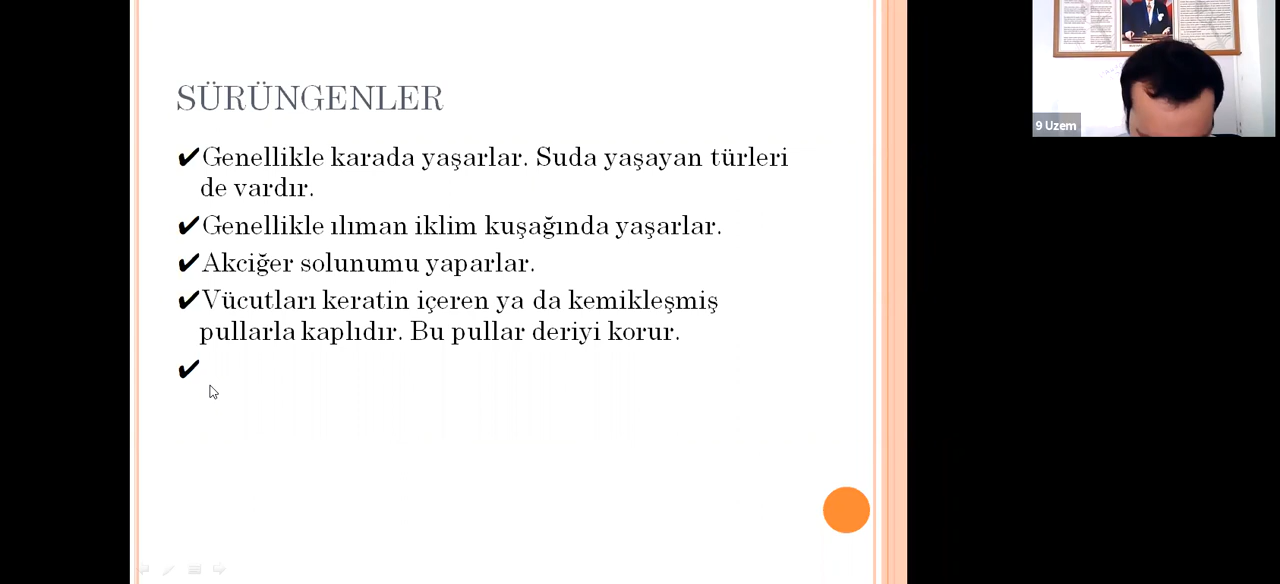 SÜRÜNGENLER
✔Genellikle karada yaşarlar. Suda yaşayan türleri
de vardır.
✔Genellikle ılıman iklim kuşağında yaşarlar.
✔Akciğer solunumu yaparlar.
✔Vücutları keratin içeren ya da kemikleşmiş
pullarla kaplıdır. Bu pullar deriyi korur.
✔
9 Uzem